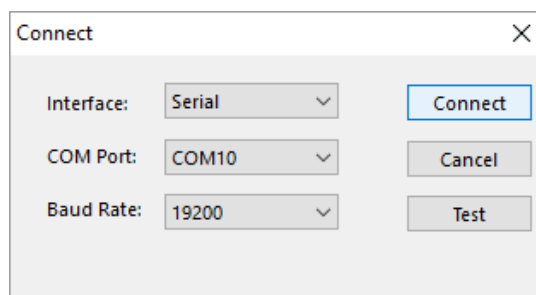 Connect
Interface: Serial Connect
COM Port: COM10 Cancel
Baud Rate: 19200 Test